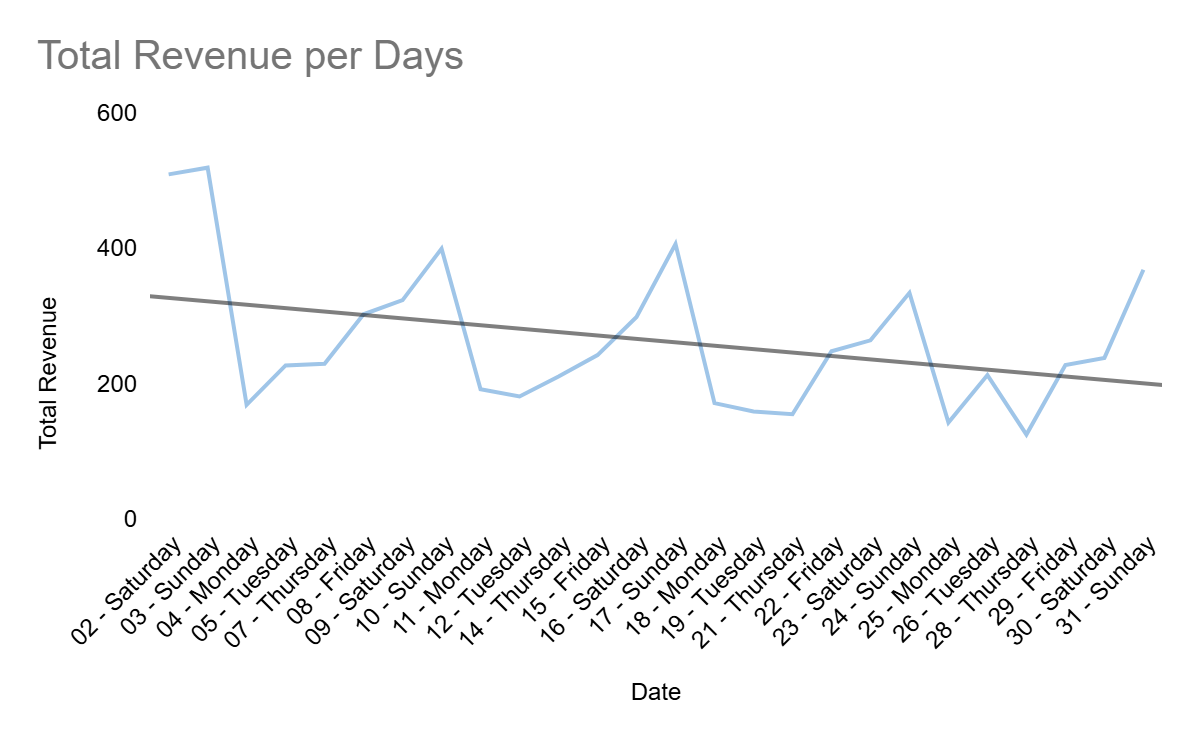 Total Revenue per Days
600
400
200
0
Total Revenue
02 - Saturday
03 - Sunday
04 - Monday
05 - Tuesday
07 - Thursday
08 - Friday
09 - Saturday
10 - Sunday
11 - Monday
12 - Tuesday
14 - Thursday
15 - Friday
16 - Saturday
17 - Sunday
18 - Monday
19 - Tuesday
21 - Thursday
22 - Friday
23 - Saturday
24 - Sunday
25 - Monday
26 - Tuesday
28 - Thursday
29 - Friday
30 - Saturday
31 - Sunday
Date